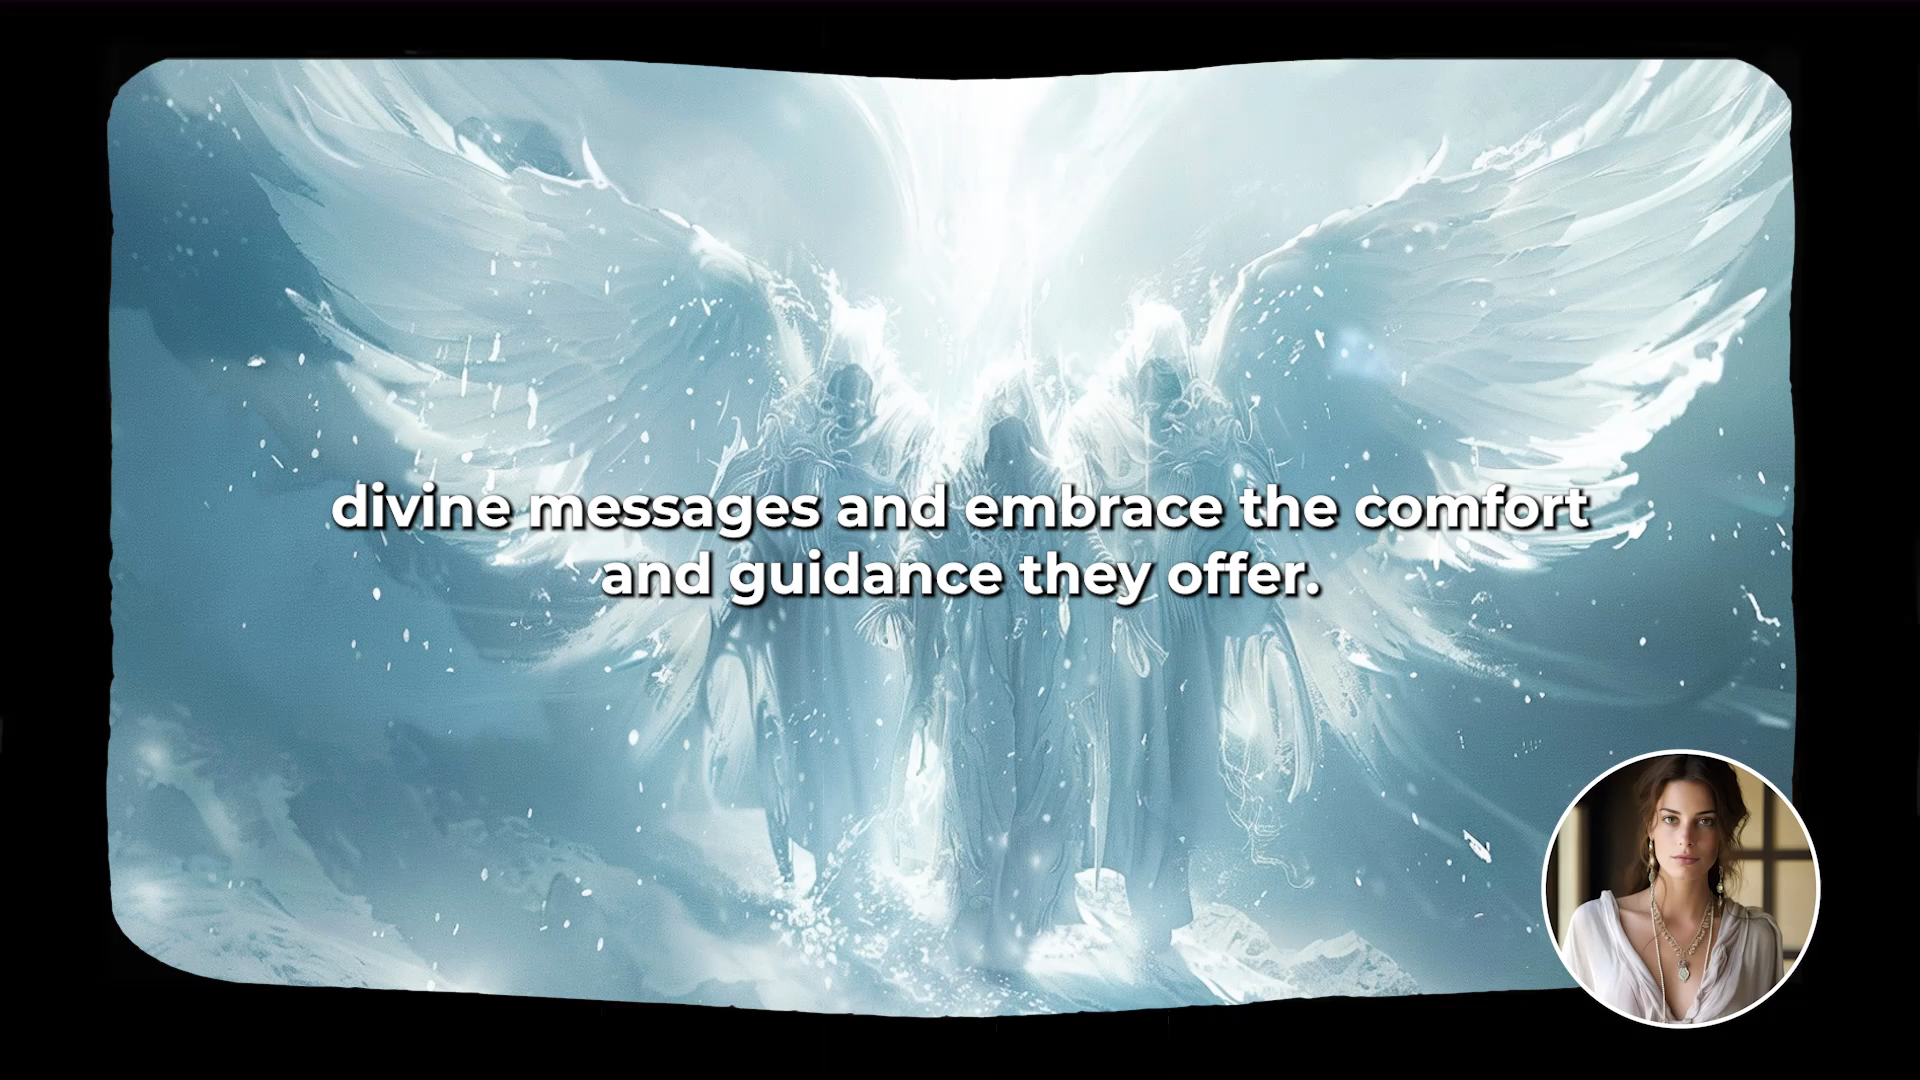 divine messages and embrace the comfort
and guidance they offer.